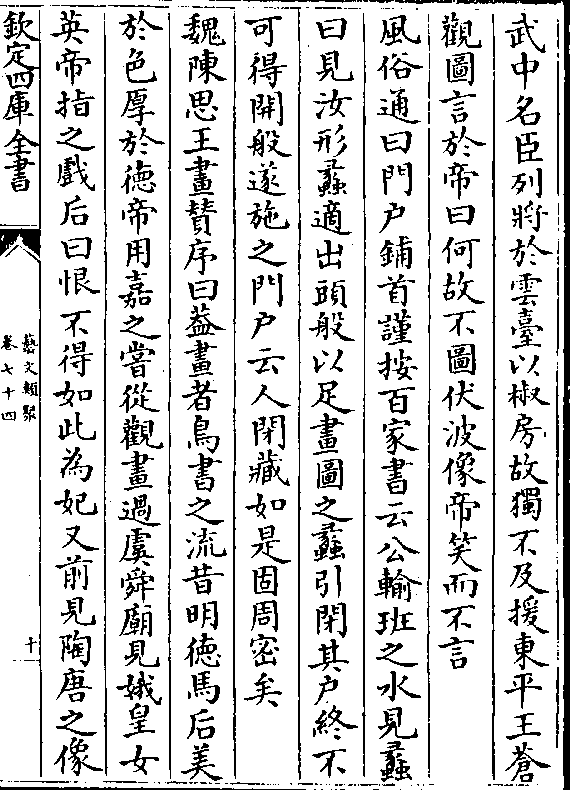 武中名臣列將於雲臺以椒房故獨不及援東平王蒼
觀圖言於帝曰何故不圖伏波像帝笑而不言
風俗通曰門户鋪首謹按百家書云公輸班之水見蠡
曰見汝形蠡適出頭般以足畫圖之蠡引閉其户終不
可得開般遂施之門户云人閉藏如是固周密矣
魏陳思王畫賛序曰葢畫者鳥書之流昔明徳馬后美
於色厚於徳帝用嘉之嘗從觀畫過虞舜廟見娥皇女
英帝指之戲后曰恨不得如此為妃又前見陶唐之像
欽定四庫全書
藝文類聚
卷七十四
十